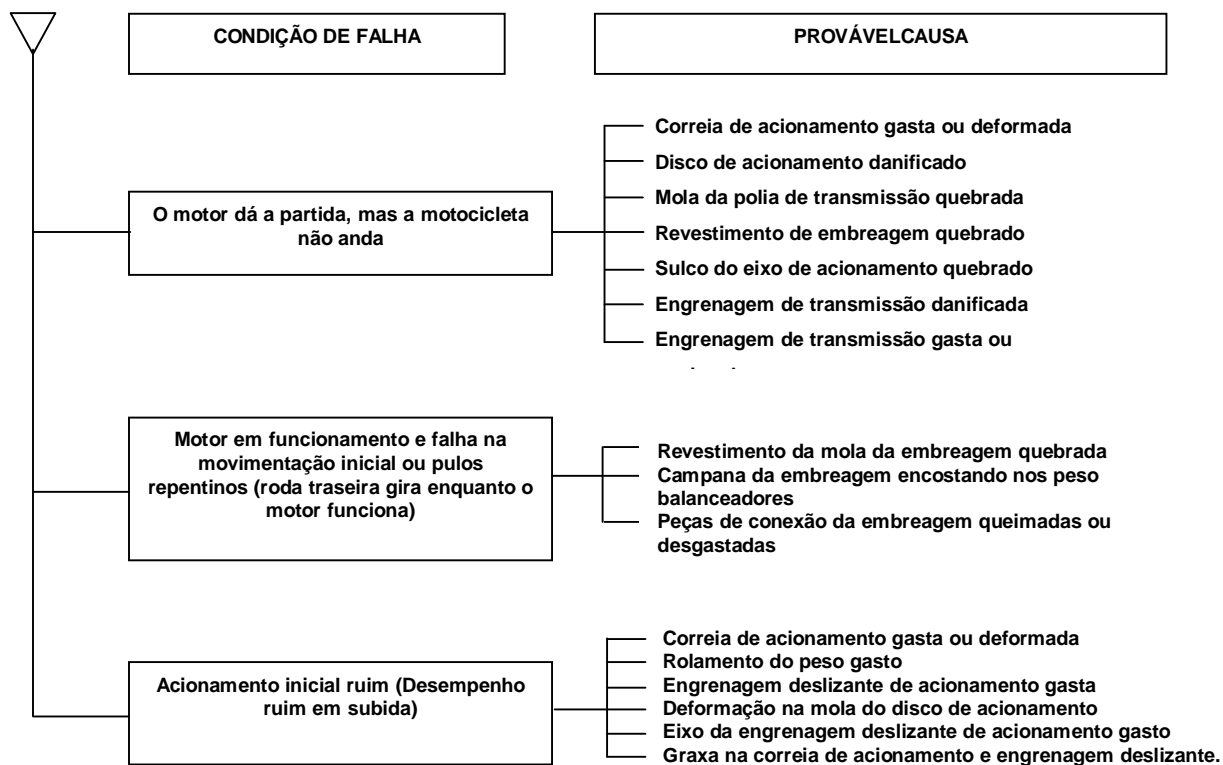 CONDIÇÃO DE FALHA
PROVÁVELCAUSA
O motor dá a partida, mas a motocicleta
não anda
Correia de acionamento gasta ou deformada
Disco de acionamento danificado
Mola da polia de transmissão quebrada
Revestimento de embreagem quebrado
Sulco do eixo de acionamento quebrado
Engrenagem de transmissão danificada
Engrenagem de transmissão gasta ou
Motor em funcionamento e falha na
movimentação inicial ou pulos
repentinos (roda traseira gira enquanto o
motor funciona)
Revestimento da mola da embreagem quebrada
Campana da embreagem encostando nos peso
balanceadores
Peças de conexão da embreagem queimadas ou
desgastadas
Acionamento inicial ruim (Desempenho
ruim em subida)
Correia de acionamento gasta ou deformada
Rolamento do peso gasto
Engrenagem deslizante de acionamento gasta
Deformação na mola do disco de acionamento
Eixo da engrenagem deslizante de acionamento gasto
Graxa na correia de acionamento e engrenagem deslizante.